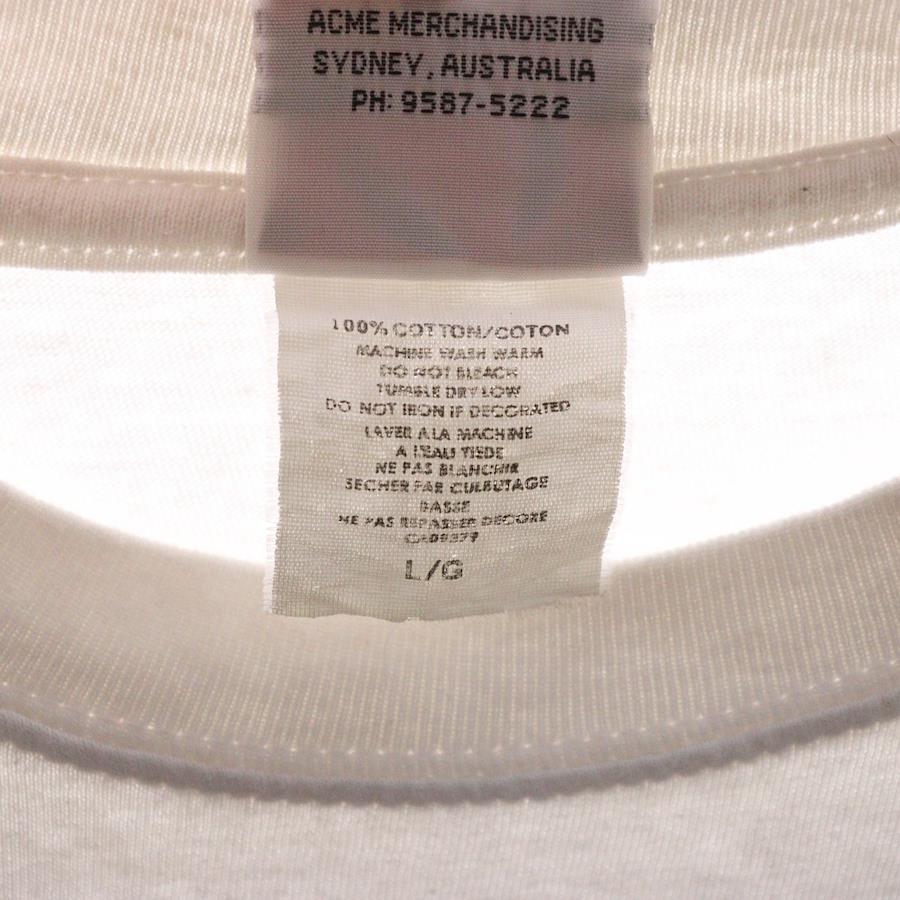 ACME MERCHANDISING
SYDNEY, AUSTRALIA
PH: 9587-5222
100% COTTON/COTON
MACHINE WASH WARM
DO NOT BLEACH
TUMBLE DRY LOW
DO NOT IRON IF DECORATED
LAVER A LA MACHINE
A L'EAU TIEDE
NE PAS BLANCHIR
SECHER PAR CULBUTAGE
BASSE
NE PAS REPASSER DECORE
L/G